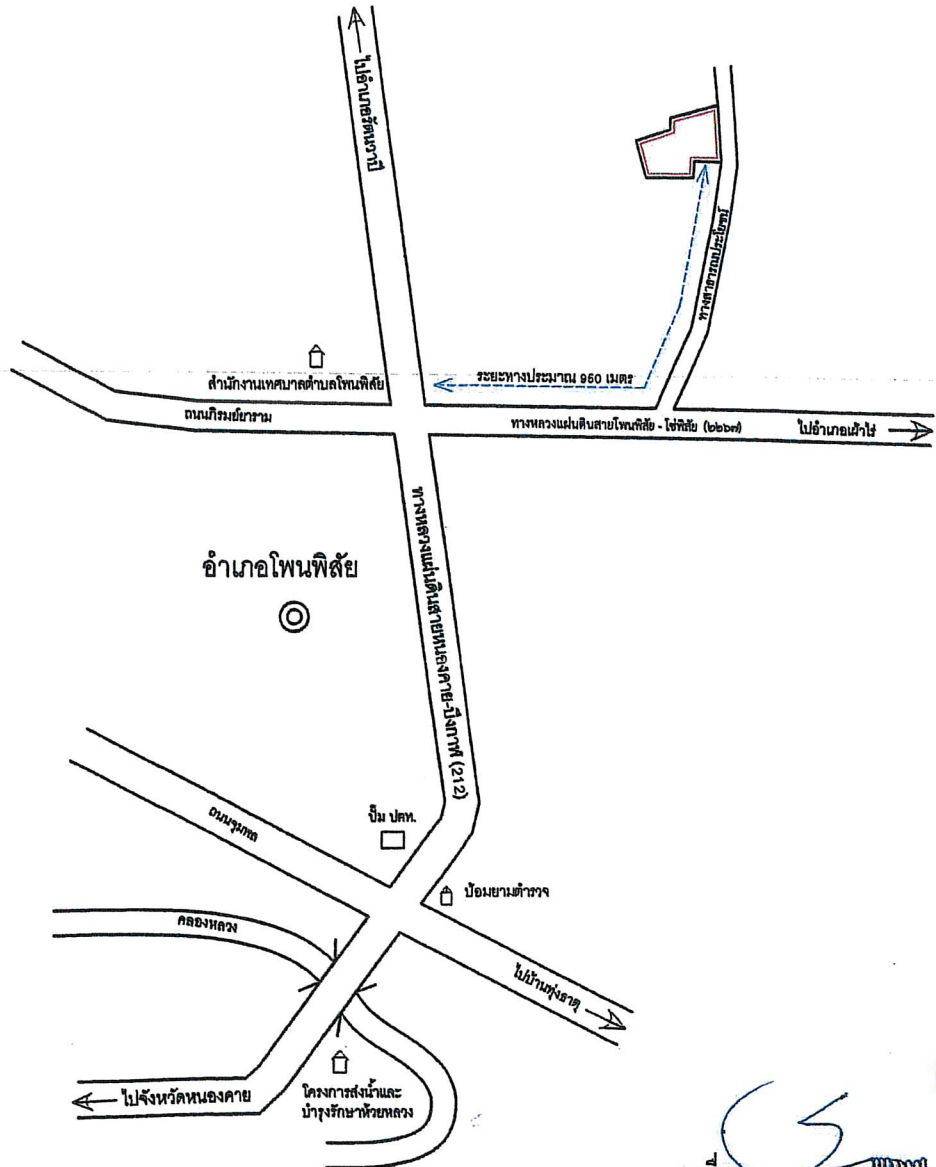 ไปอำเภอรัตนวาปี
ทางสาธารณประโยชน์
สำนักงานเทศบาลตำบลโพนพิสัย
ระยะทางประมาณ 950 เมตร
ถนนภิรมย์ยาราม
ทางหลวงแผ่นดินสายโพนพิสัย - โซ่พิสัย (๒๒๖๗)
ไปอำเภอเฝ้าไร่
ทางหลวงแผ่นดินสายหนองคาย-บึงกาฬ (212)
อำเภอโพนพิสัย
ปั๊ม ปตท.
ถนนจุมพล
ป้อมยามตำรวจ
คลองหลวง
ไปบ้านทุ่งธาตุ
ไปจังหวัดหนองคาย
โครงการส่งน้ำและ
บำรุงรักษาห้วยหลวง